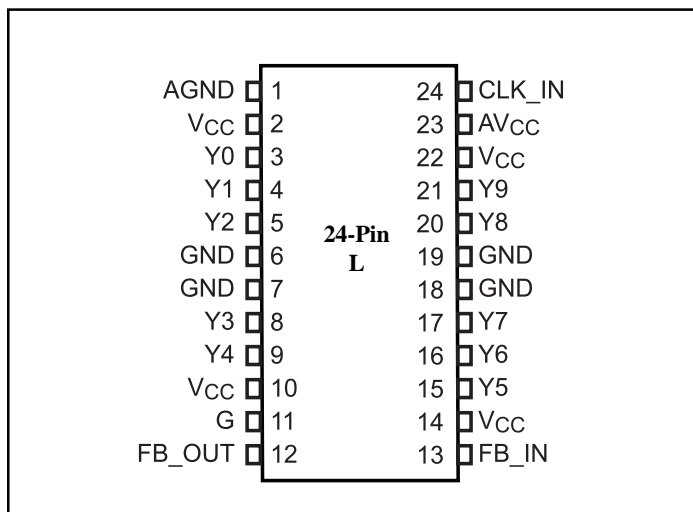 AGND 1 24 CLK_IN
VCC 2 23 AVCC
Y0 3 22 VCC
Y1 4 21 Y9
Y2 5 20 Y8
24-Pin
L
GND 6 19 GND
GND 7 18 GND
Y3 8 17 Y7
Y4 9 16 Y6
VCC 10 15 Y5
G 11 14 VCC
FB_OUT 12 13 FB_IN